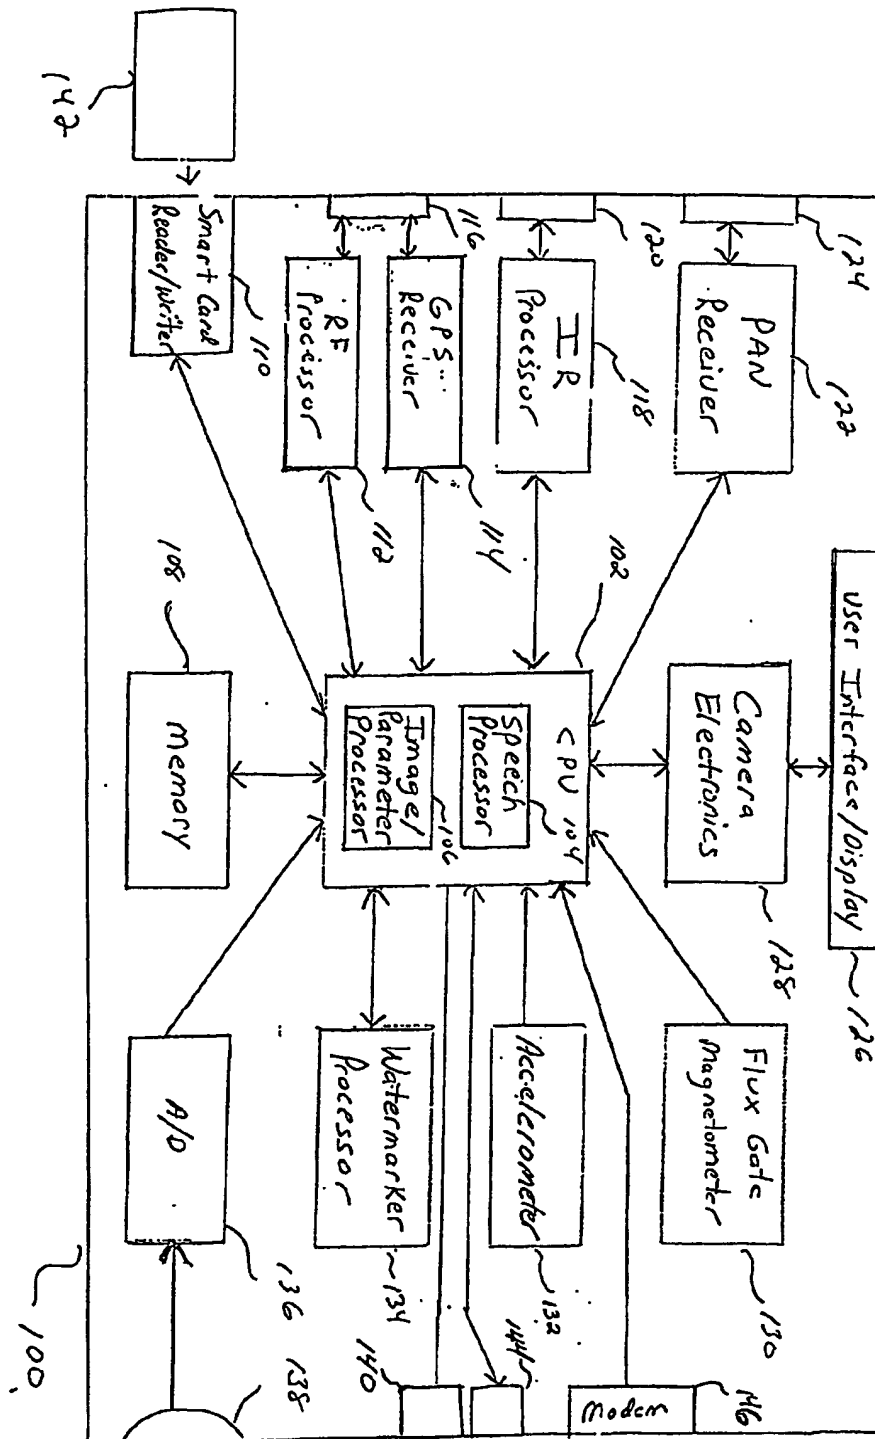 User Interface/Display
126
124
PAN
Receiver
122
Camera
Electronics
128
Flux Gate
Magnetometer
130
120
IR
Processor
118
102
CPU
Speech
Processor
104
Image/
Parameter
Processor
106
Accelerometer
132
Modem
146
144
116
GPS
Receiver
114
RF
Processor
112
Watermarker
Processor
134
140
142
Smart Card
Reader/Writer
110
Memory
108
A/D
136
138
100